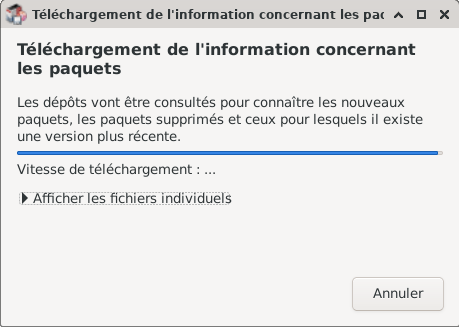 Téléchargement de l'information concernant les paq
Téléchargement de l'information concernant
les paquets
Les dépôts vont être consultés pour connaître les nouveaux
paquets, les paquets supprimés et ceux pour lesquels il existe
une version plus récente.
Vitesse de téléchargement : ...
Afficher les fichiers individuels
Annuler